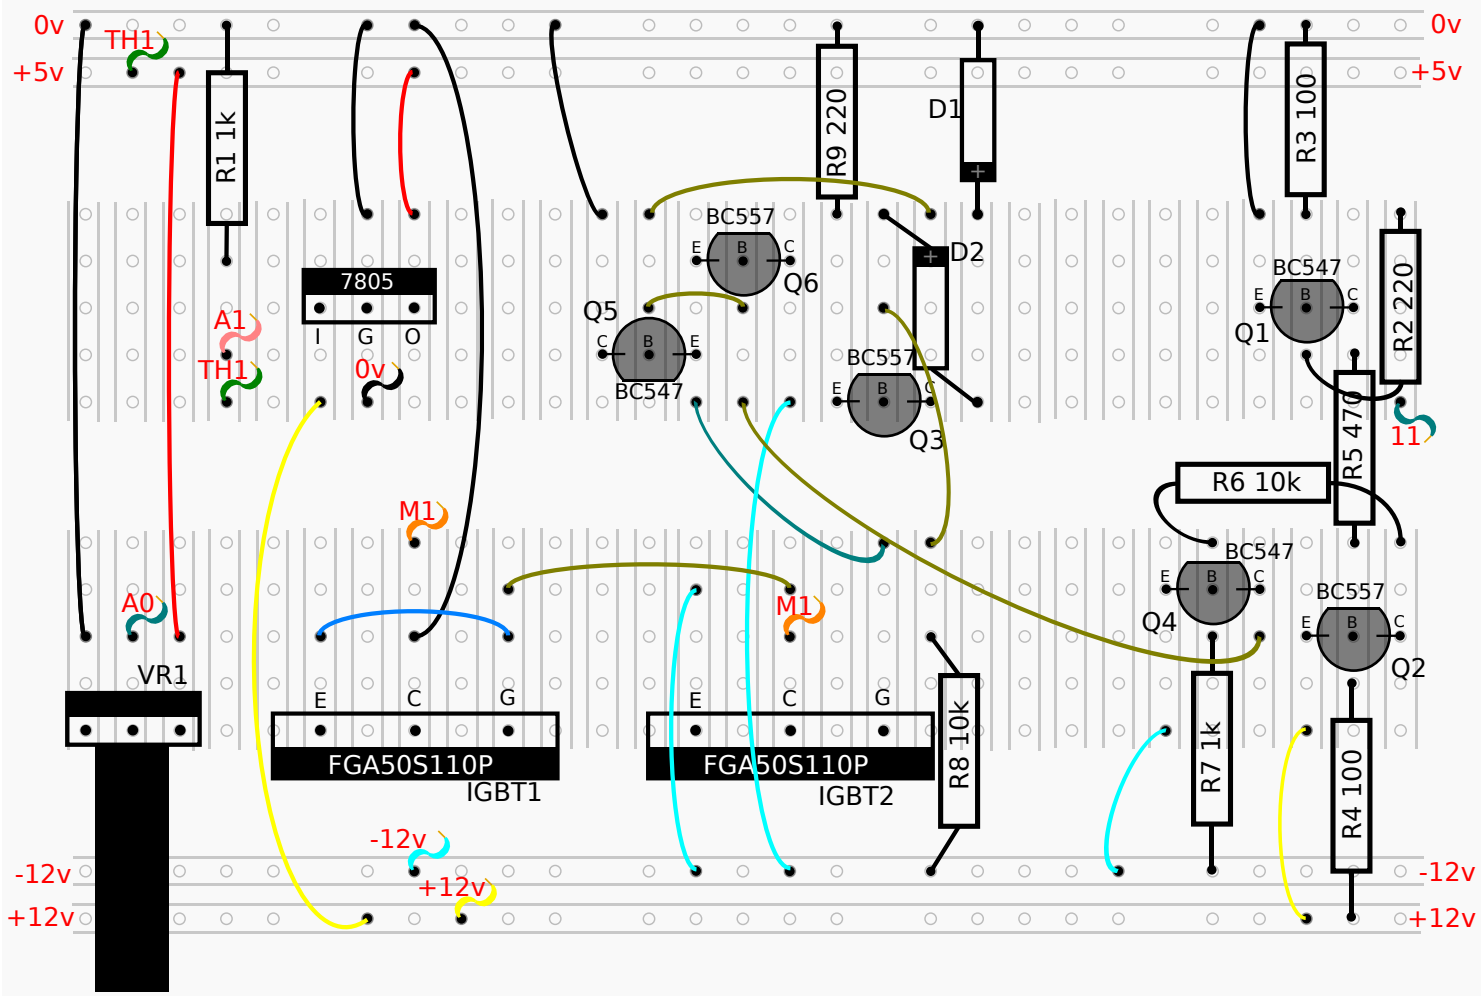 0v
0v
TH1
+5v
+5v
R1 1k
R9 220
D1
+
R3 100
BC557
E B C
Q6
+
D2
BC547
E B C
Q1
R2 220
7805
I G O
A1
TH1
0v
Q5
C B E
BC547
BC557
E B C
Q3
R5 470
11
R6 10k
M1
BC547
E B C
Q4
BC557
E B C
Q2
A0
M1
VR1
E C G
FGA50S110P
IGBT1
E C G
FGA50S110P
IGBT2
R8 10k
R7 1k
R4 100
-12v
-12v
-12v
+12v
+12v
+12v